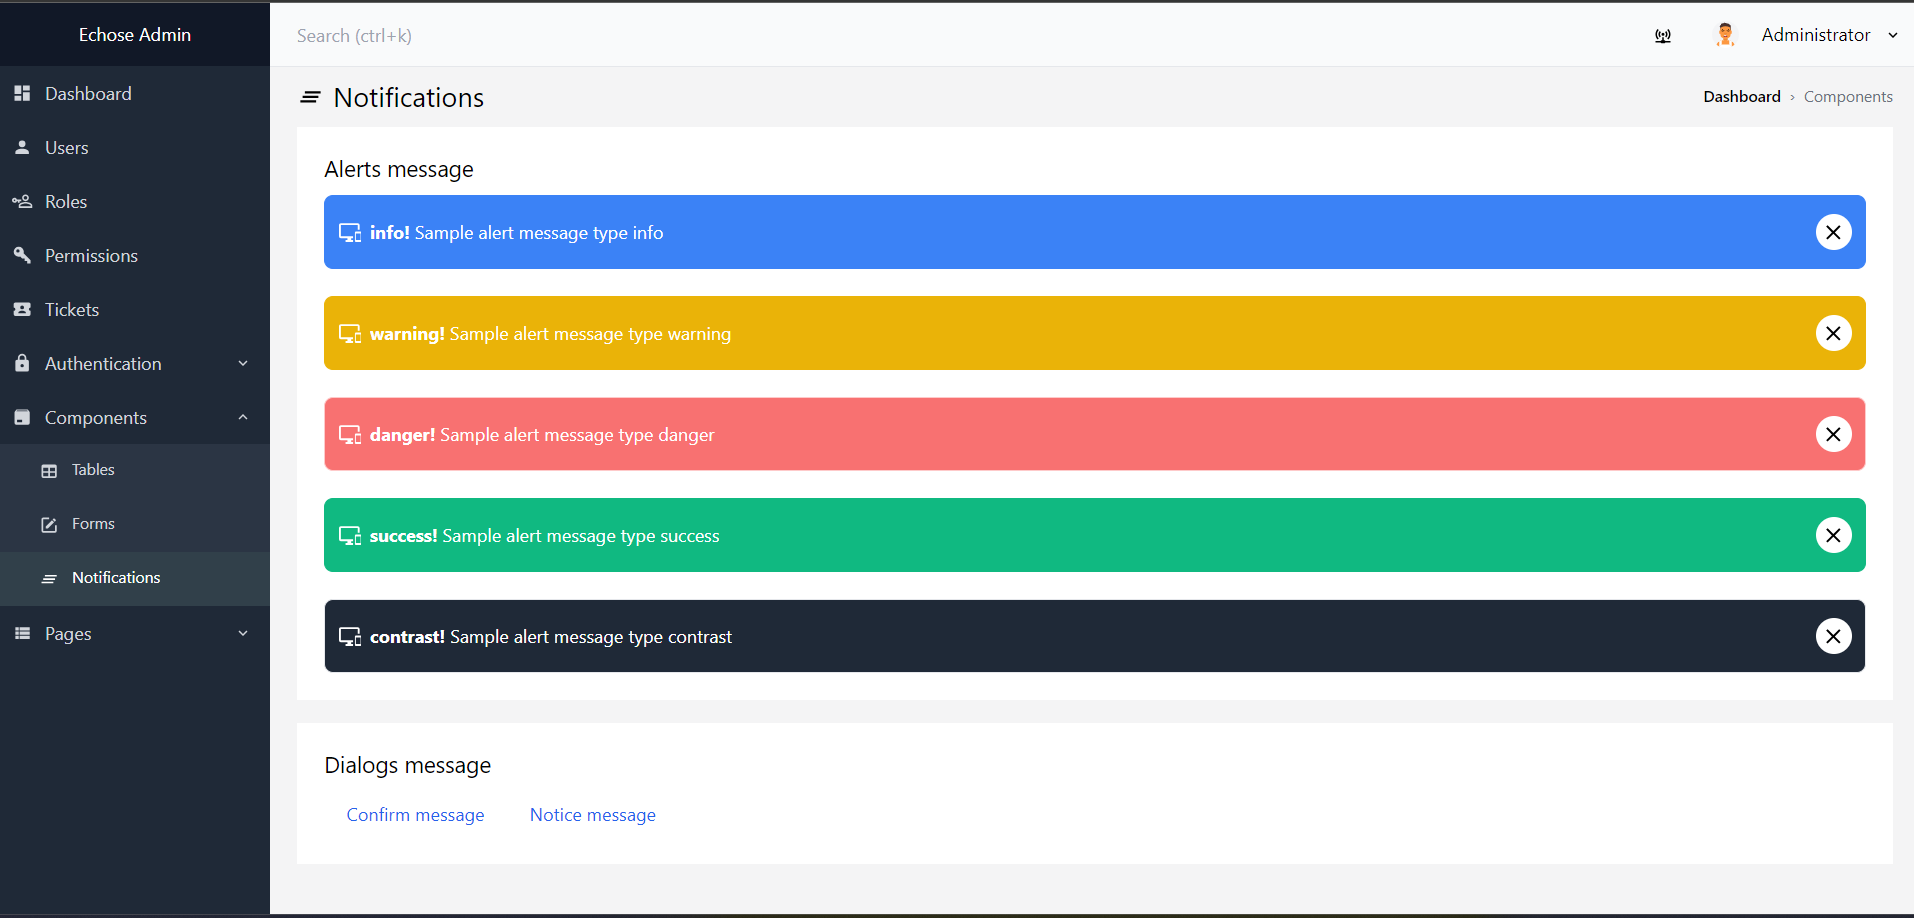 Echose Admin
Search (ctrl+k)
Administrator
Dashboard
Users
Roles
Permissions
Tickets
Authentication
Components
Tables
Forms
Notifications
Pages
Notifications
Dashboard › Components
Alerts message
info! Sample alert message type info
warning! Sample alert message type warning
danger! Sample alert message type danger
success! Sample alert message type success
contrast! Sample alert message type contrast
Dialogs message
Confirm message
Notice message